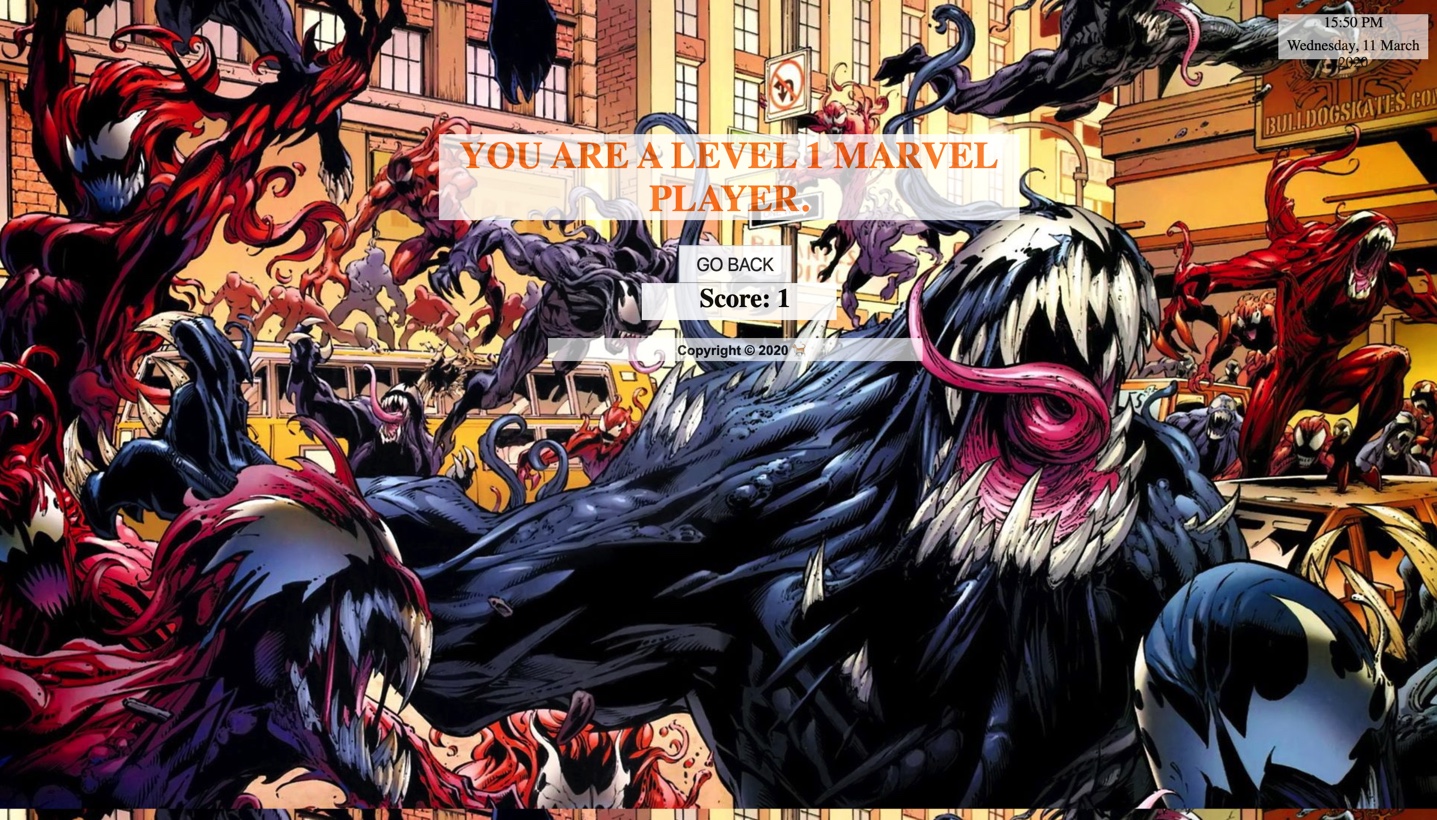 15:50 PM
Wednesday, 11 March
2020
BULLDOGSKATES.CO
YOU ARE A LEVEL 1 MARVEL
PLAYER.
GO BACK
Score: 1
Copyright © 2020